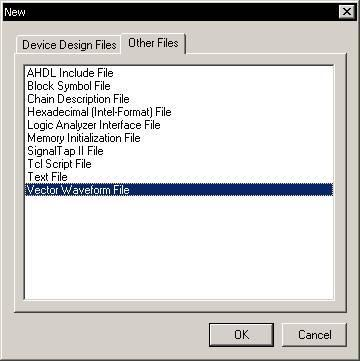 New
Device Design Files
Other Files
AHDL Include File
Block Symbol File
Chain Description File
Hexadecimal (Intel-Format) File
Logic Analyzer Interface File
Memory Initialization File
SignalTap II File
Tcl Script File
Text File
Vector Waveform File
OK
Cancel